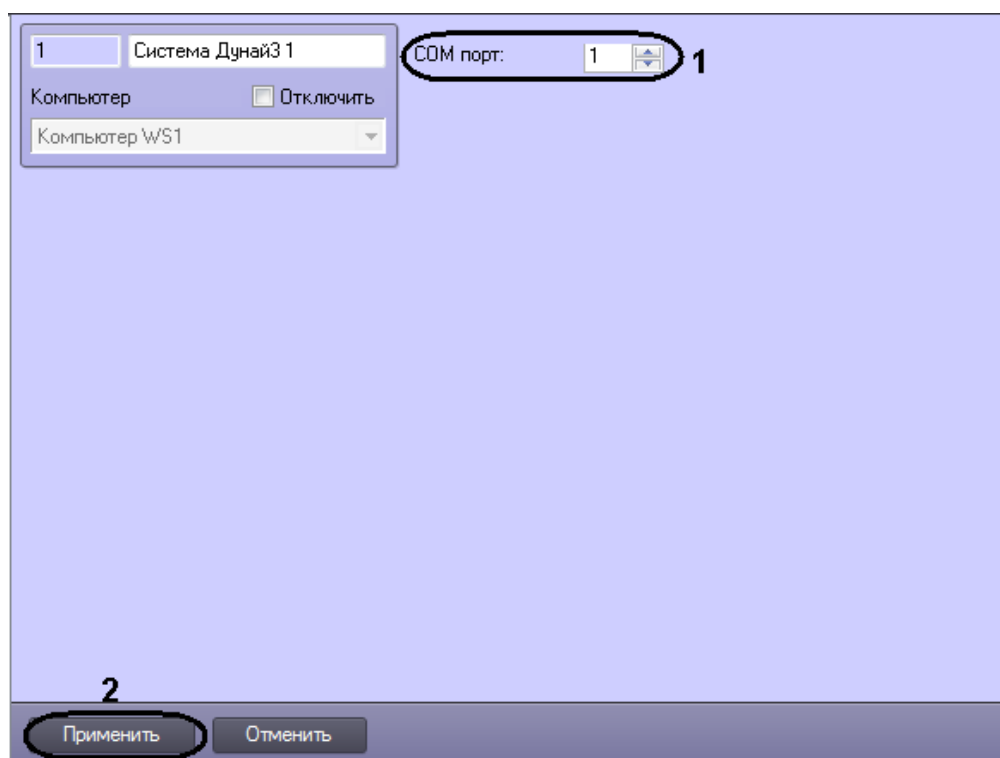 1 Система Дунай3 1 COM порт: 1 1
Компьютер Отключить
Компьютер WS1
2
Применить Отменить